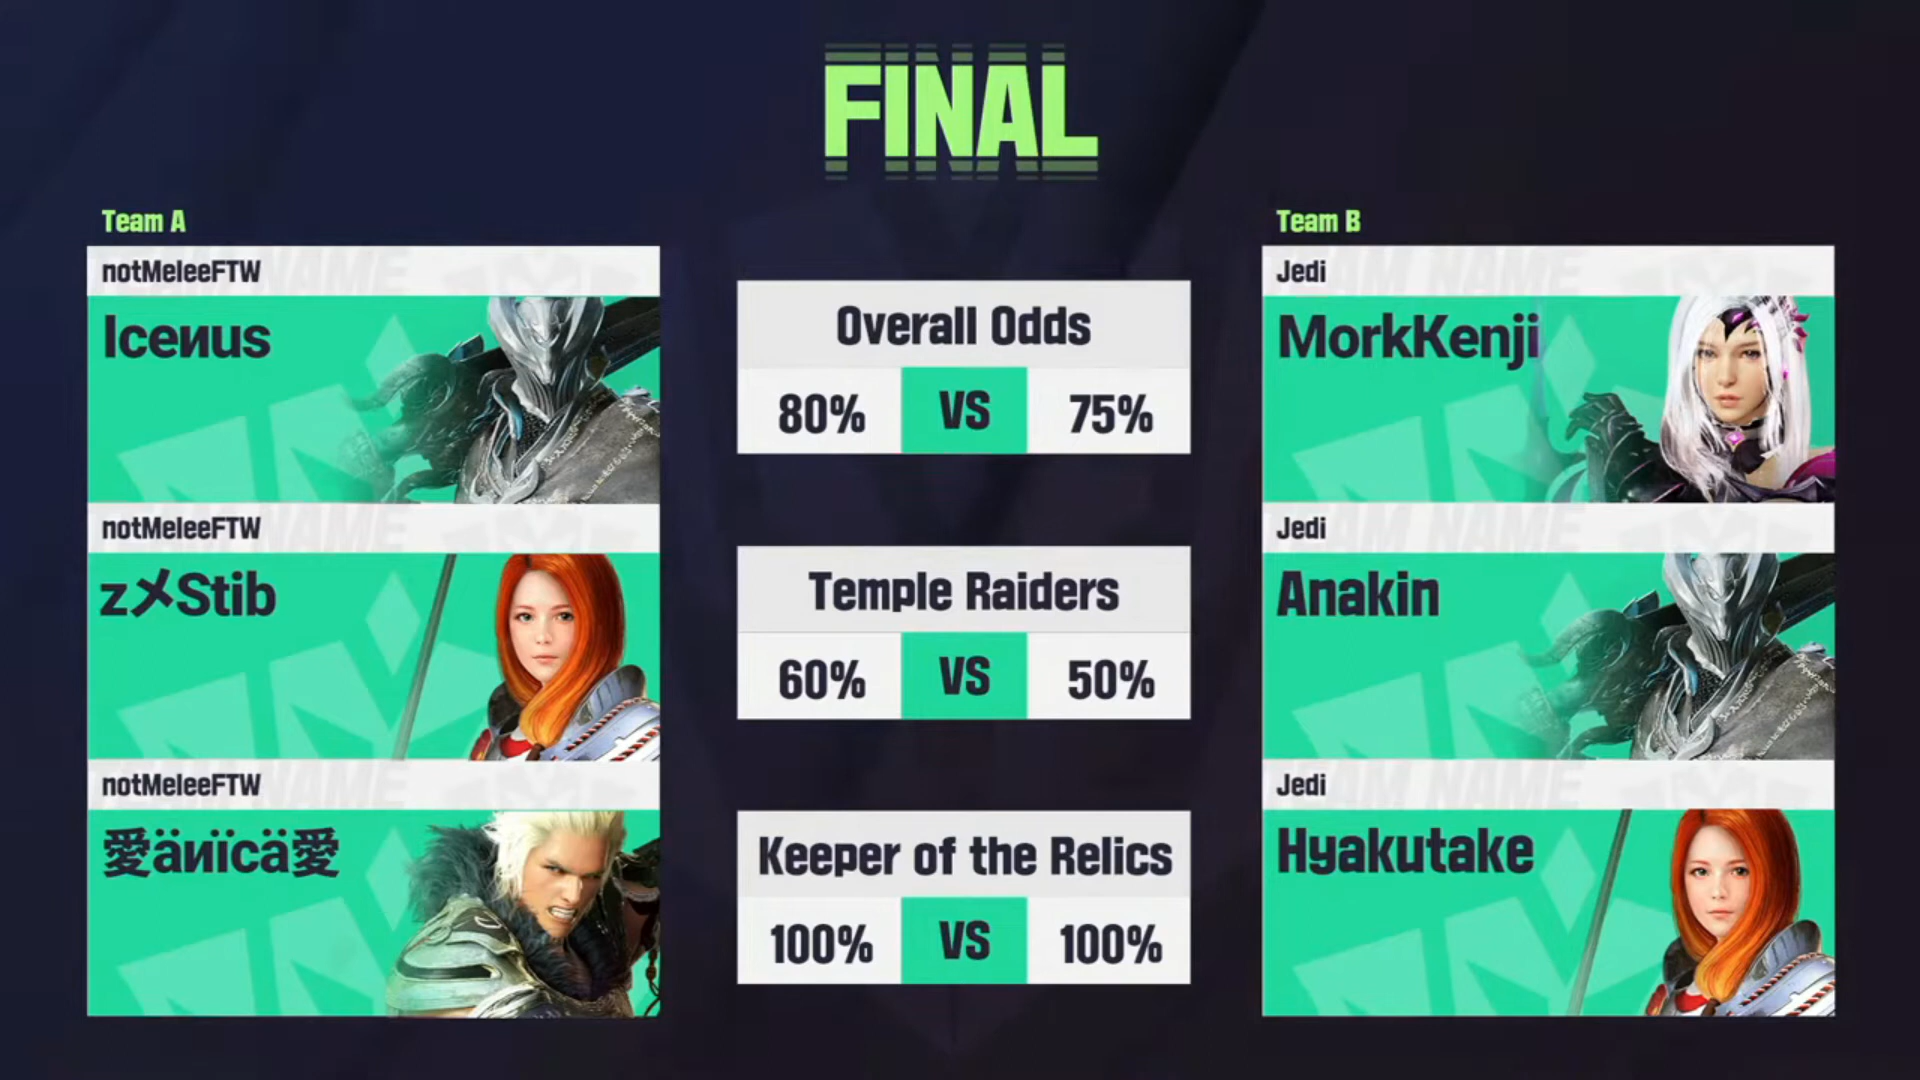 FINAL
Team A
notMeleeFTW
Iceиus
notMeleeFTW
zメStib
notMeleeFTW
愛äиïcä愛
Overall Odds
80% VS 75%
Temple Raiders
60% VS 50%
Keeper of the Relics
100% VS 100%
Team B
Jedi
MorkKenji
Jedi
Anakin
Jedi
Hyakutake